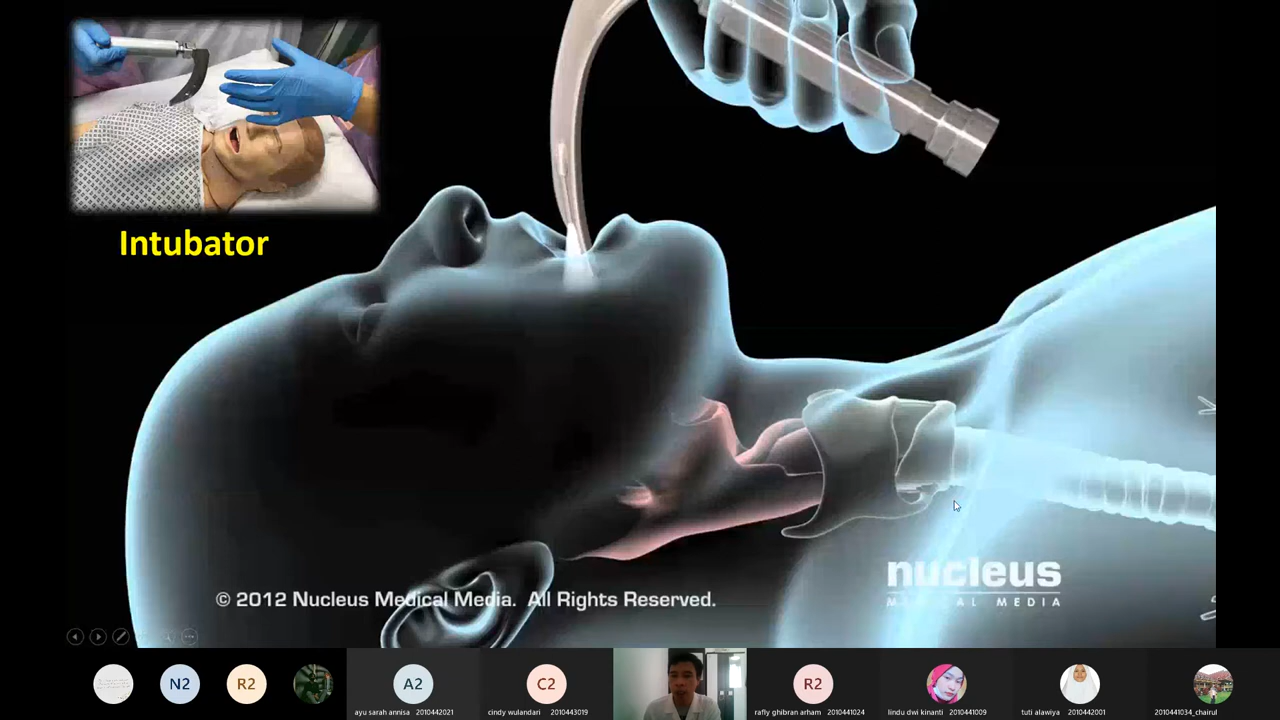 Intubator
nucleus
MEDICAL MEDIA
© 2012 Nucleus Medical Media. All Rights Reserved.
N2
R2
A2
C2
R2
ayu sarah annisa 2010442021
cindy wulandari 2010443019
rafly ghibran arham 2010441024
lindu dwi kinanti 2010441009
tuti alawiya 2010442001
2010441034_chairul